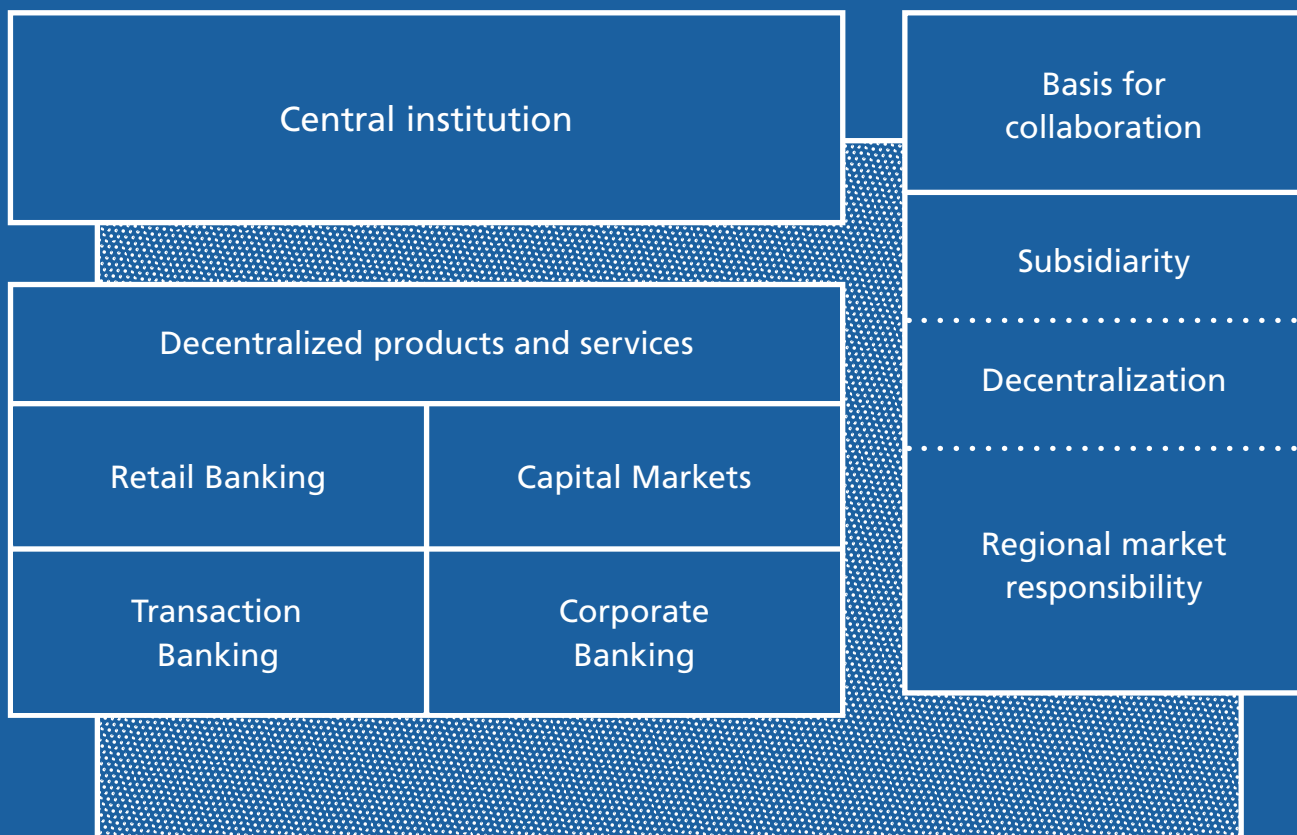 Central institution
Decentralized products and services
Retail Banking
Capital Markets
Transaction
Banking
Corporate
Banking
Basis for
collaboration
Subsidiarity
Decentralization
Regional market
responsibility